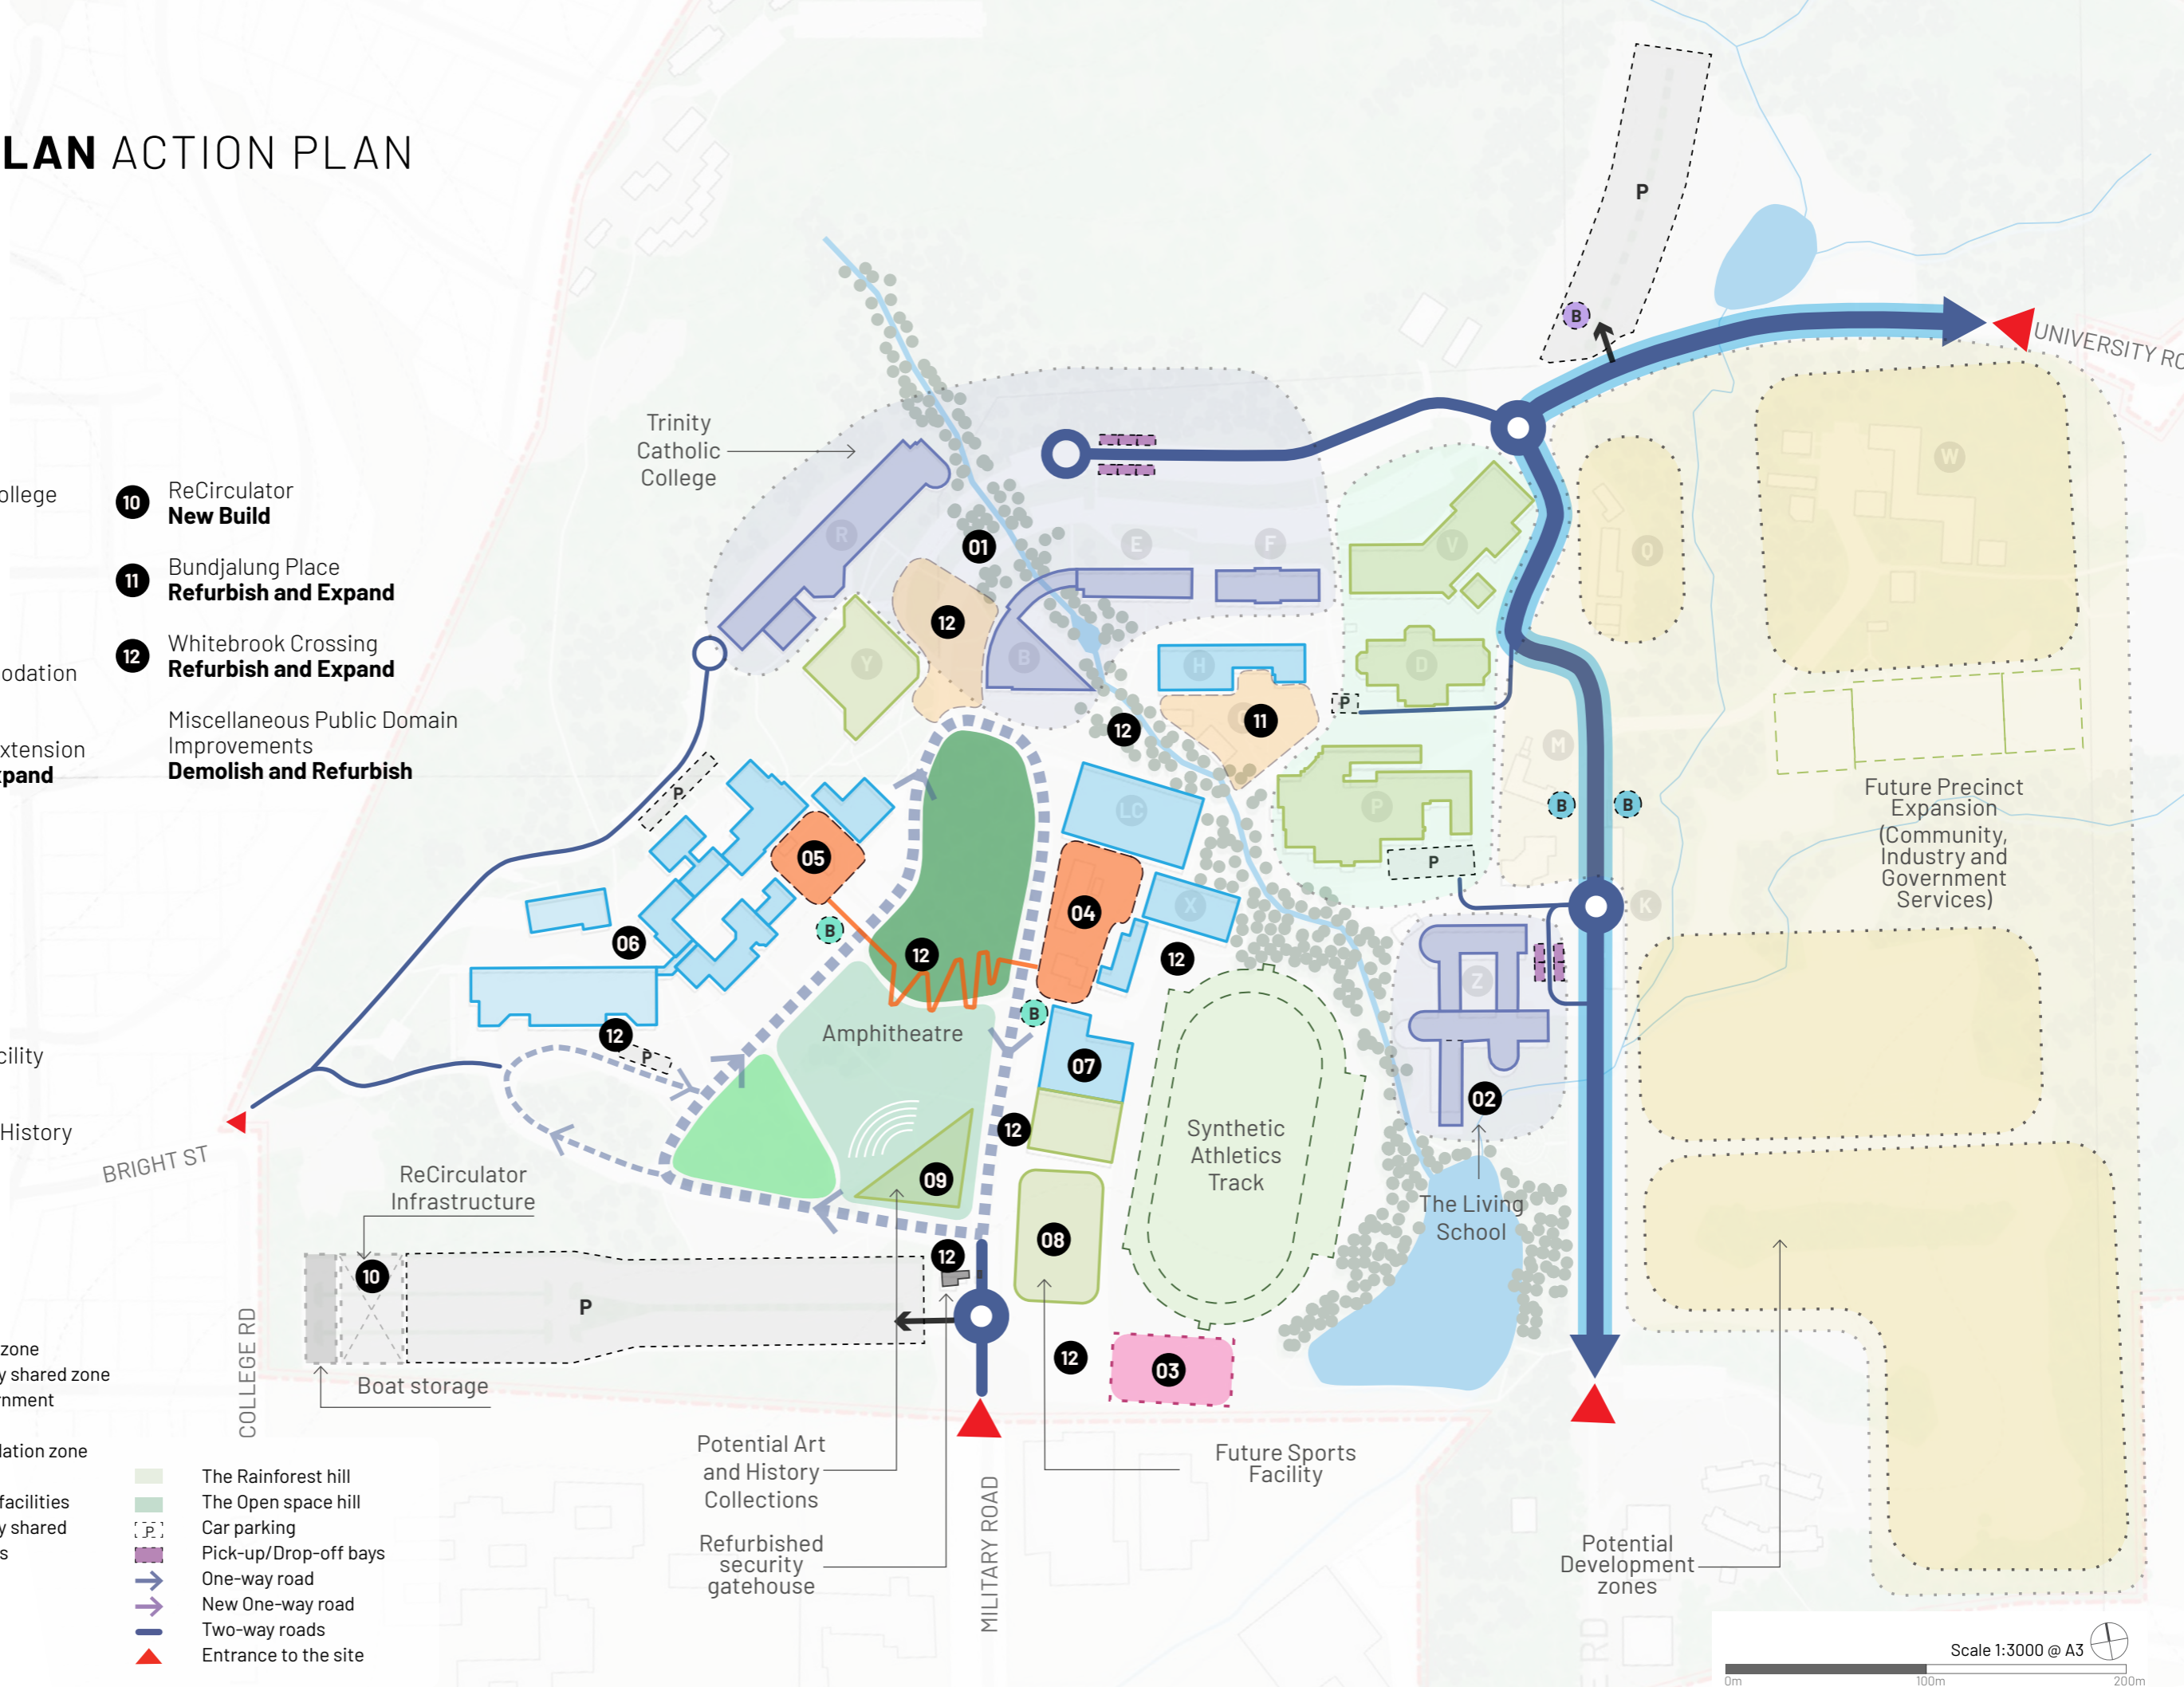 LAN ACTION PLAN
ollege
odation
xtension
xpand
cility
History
zone
y shared zone
rnment
lation zone
facilities
y shared
s
10
ReCirculator
New Build
11
Bundjalung Place
Refurbish and Expand
12
Whitebrook Crossing
Refurbish and Expand
Miscellaneous Public Domain
Improvements
Demolish and Refurbish
The Rainforest hill
The Open space hill
P
Car parking
Pick-up/Drop-off bays
One-way road
New One-way road
Two-way roads
Entrance to the site
P
B
UNIVERSITY RO
Trinity
Catholic
College
W
R
01
E
F
V
Q
12
Y
B
H
D
P
12
11
M
P
LC
P
B
B
Future Precinct
Expansion
(Community,
Industry and
Government
Services)
05
P
04
X
K
B
06
12
12
Z
B
Amphitheatre
12
P
07
02
12
Synthetic
Athletics
Track
BRIGHT ST
ReCirculator
Infrastructure
09
The Living
School
08
12
10
P
12
03
COLLEGE RD
Boat storage
Potential Art
and History
Collections
Future Sports
Facility
MILITARY ROAD
Refurbished
security
gatehouse
Potential
Development
zones
RD
Scale 1:3000 @ A3
0m
100m
200m